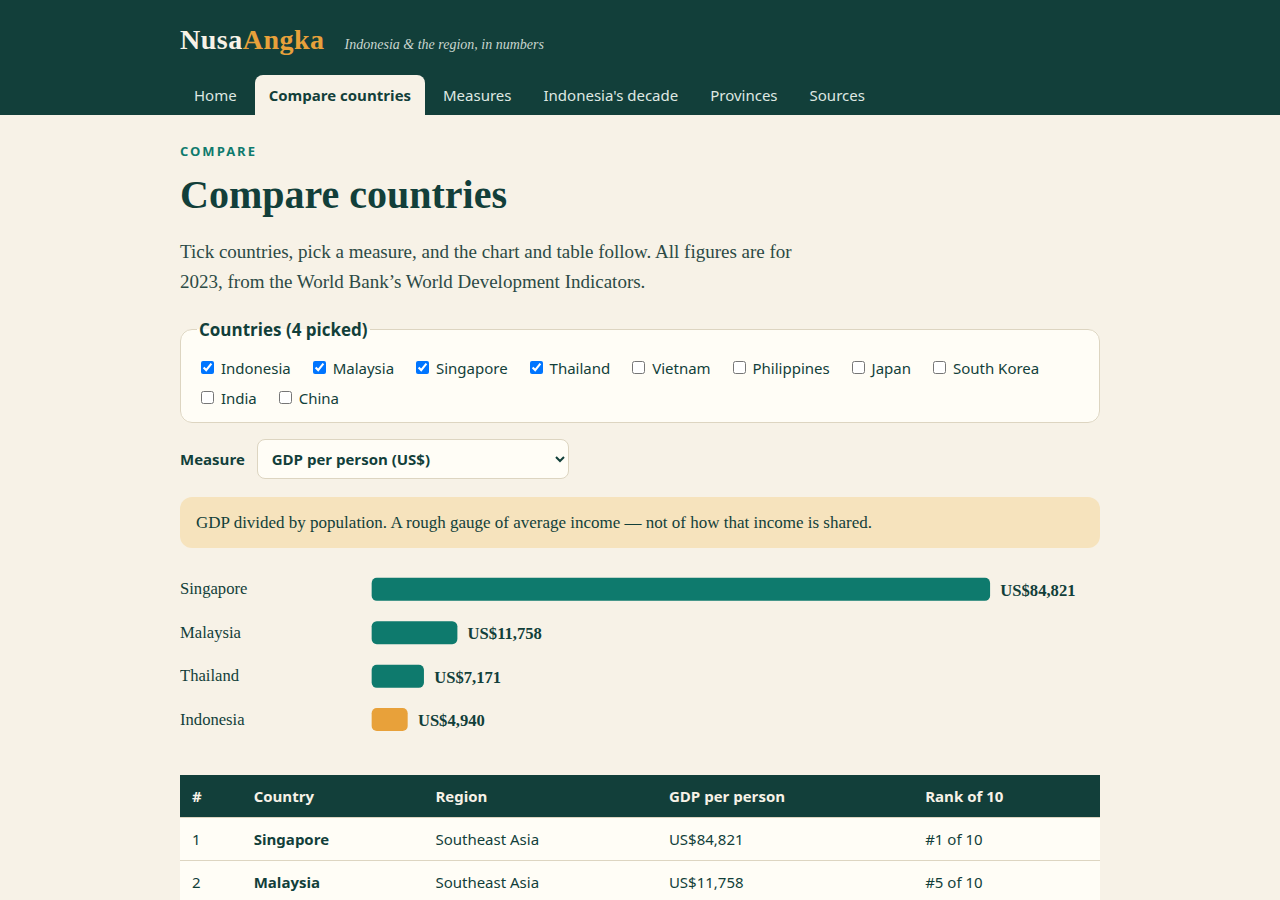 NusaAngka Indonesia & the region, in numbers
Home Compare countries Measures Indonesia's decade Provinces Sources
COMPARE
Compare countries
Tick countries, pick a measure, and the chart and table follow. All figures are for
2023, from the World Bank’s World Development Indicators.
Countries (4 picked)
Indonesia Malaysia Singapore Thailand Vietnam Philippines Japan South Korea
India China
Measure GDP per person (US$)
GDP divided by population. A rough gauge of average income — not of how that income is shared.
Singapore US$84,821
Malaysia US$11,758
Thailand US$7,171
Indonesia US$4,940
# Country Region GDP per person Rank of 10
1 Singapore Southeast Asia US$84,821 #1 of 10
2 Malaysia Southeast Asia US$11,758 #5 of 10